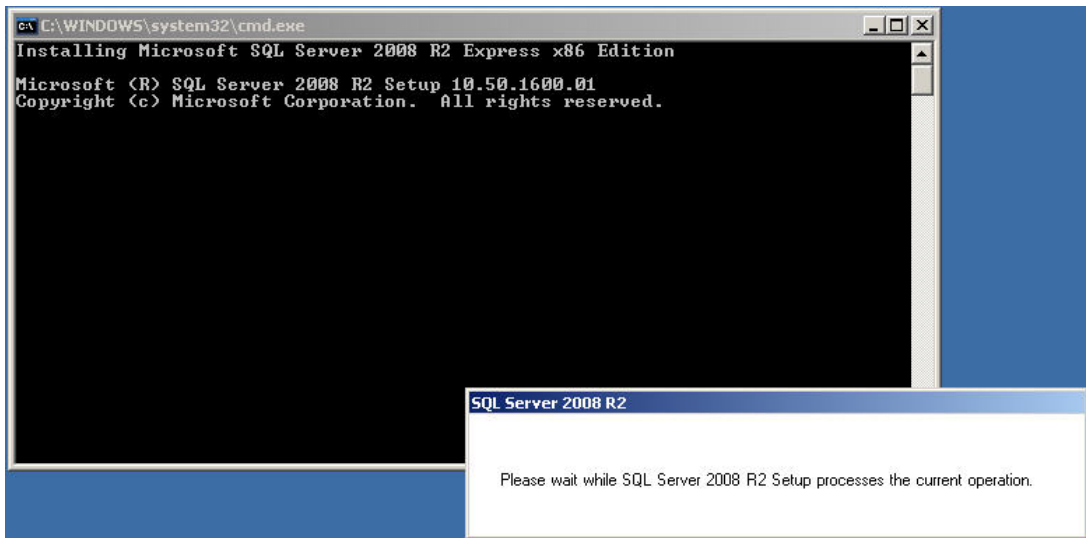 C:\WINDOWS\system32\cmd.exe
Installing Microsoft SQL Server 2008 R2 Express x86 Edition
Microsoft (R) SQL Server 2008 R2 Setup 10.50.1600.01
Copyright (c) Microsoft Corporation.  All rights reserved.
SQL Server 2008 R2
Please wait while SQL Server 2008 R2 Setup processes the current operation.